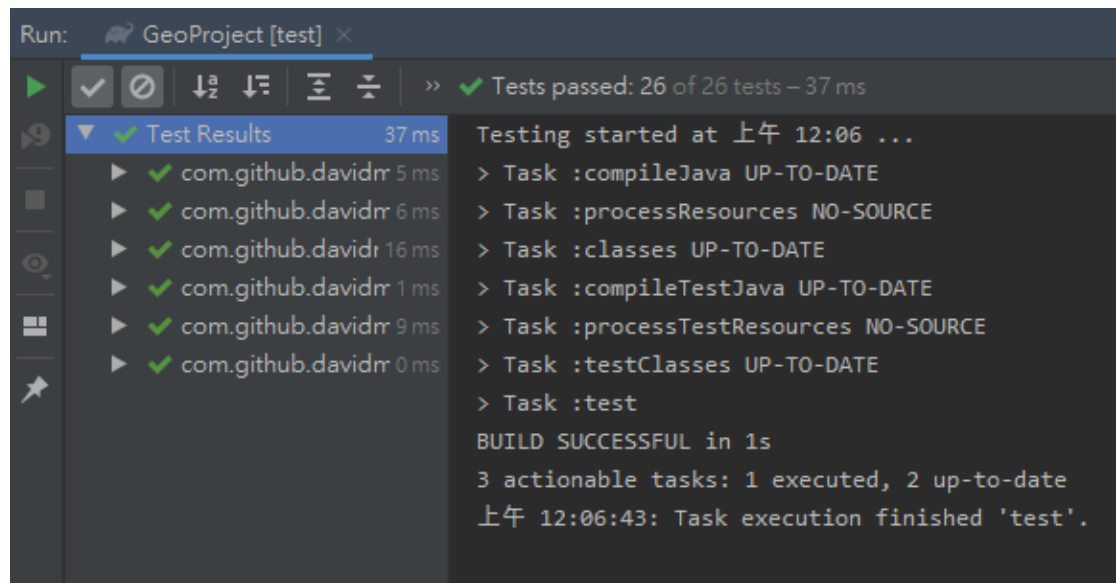 Run: GeoProject [test]
Tests passed: 26 of 26 tests – 37 ms
Test Results 37 ms
com.github.davidm 5 ms
com.github.davidm 6 ms
com.github.david 16 ms
com.github.davidm 1 ms
com.github.davidm 9 ms
com.github.davidm 0 ms
Testing started at 上午 12:06 ...
> Task :compileJava UP-TO-DATE
> Task :processResources NO-SOURCE
> Task :classes UP-TO-DATE
> Task :compileTestJava UP-TO-DATE
> Task :processTestResources NO-SOURCE
> Task :testClasses UP-TO-DATE
> Task :test
BUILD SUCCESSFUL in 1s
3 actionable tasks: 1 executed, 2 up-to-date
上午 12:06:43: Task execution finished 'test'.